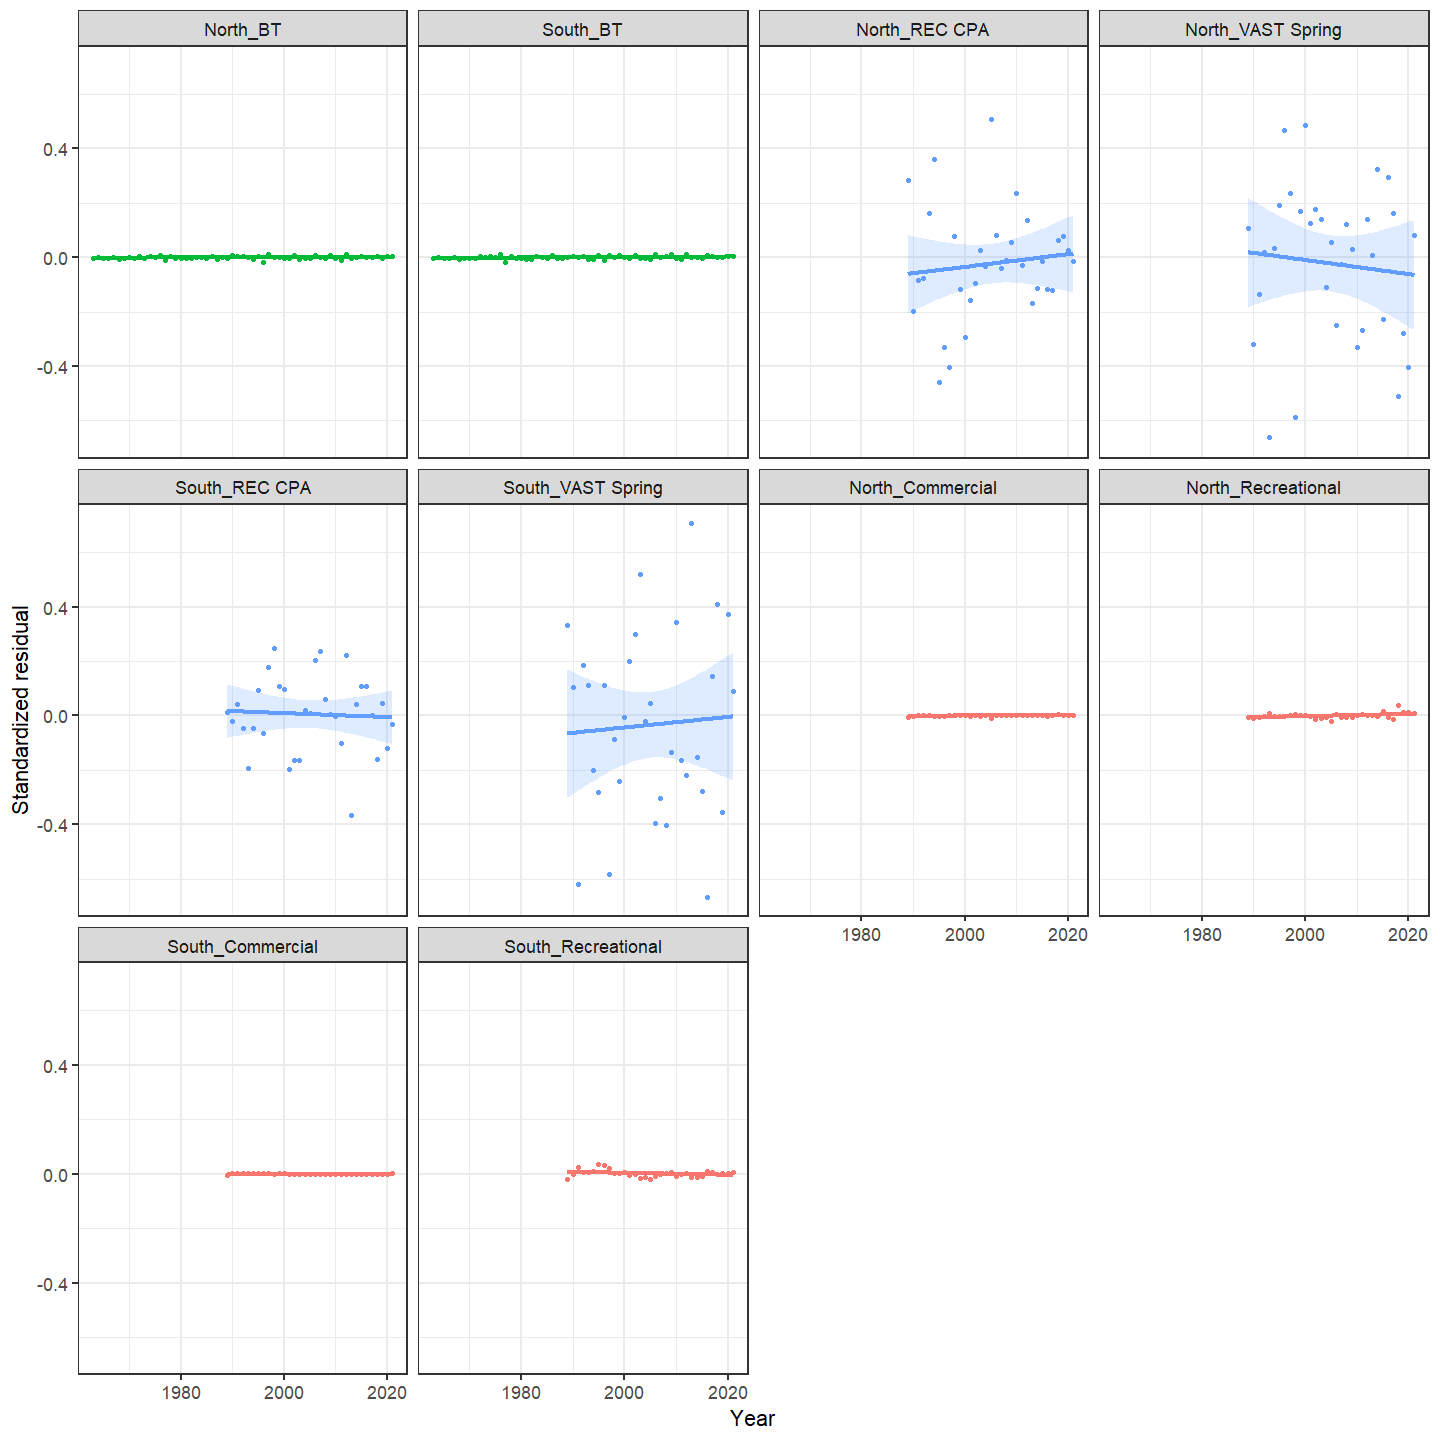 North_BT South_BT North_REC CPA North_VAST Spring
0.4
0.0
-0.4
South_REC CPA South_VAST Spring North_Commercial North_Recreational
0.4
0.0
-0.4
1980 2000 2020 1980 2000 2020
South_Commercial South_Recreational
0.4
0.0
-0.4
1980 2000 2020 1980 2000 2020
Year
Standardized residual